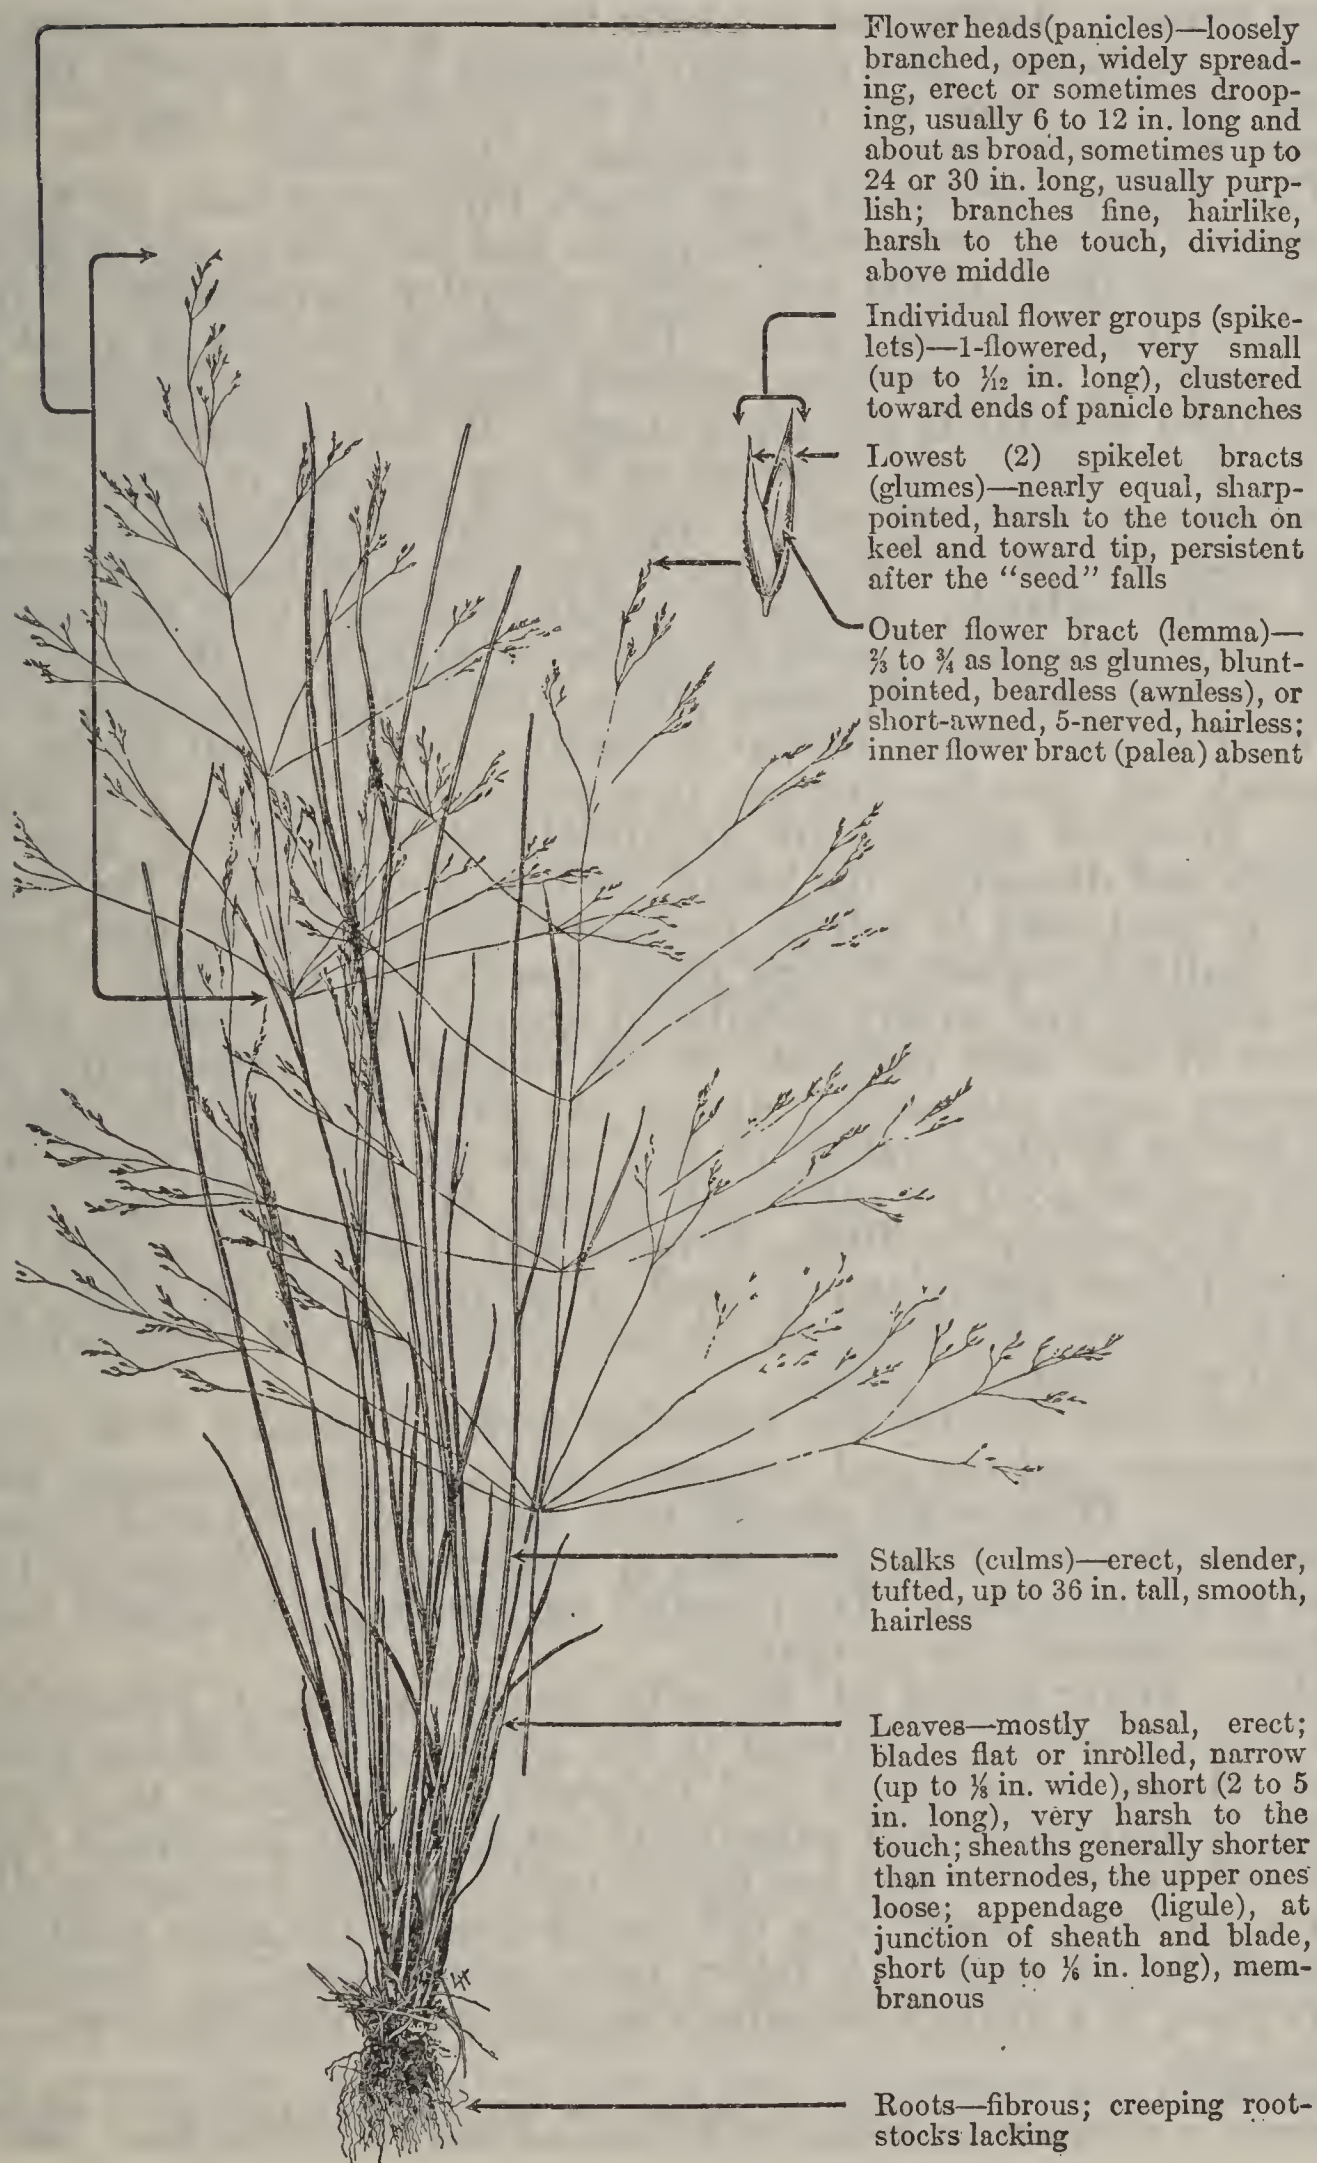 Flower heads (panicles)—loosely
branched, open, widely spread-
ing, erect or sometimes droop-
ing, usually 6 to 12 in. long and
about as broad, sometimes up to
24 or 30 in. long, usually purp-
lish; branches fine, hairlike,
harsh to the touch, dividing
above middle
Individual flower groups (spike-
lets)—1-flowered, very small
(up to 1/12 in. long), clustered
toward ends of panicle branches
Lowest (2) spikelet bracts
(glumes)—nearly equal, sharp-
pointed, harsh to the touch on
keel and toward tip, persistent
after the “seed” falls
Outer flower bract (lemma)—
⅔ to ¾ as long as glumes, blunt-
pointed, beardless (awnless), or
short-awned, 5-nerved, hairless;
inner flower bract (palea) absent
Stalks (culms)—erect, slender,
tufted, up to 36 in. tall, smooth,
hairless
Leaves—mostly basal, erect;
blades flat or inrolled, narrow
(up to ⅛ in. wide), short (2 to 5
in. long), very harsh to the
touch; sheaths generally shorter
than internodes, the upper ones
loose; appendage (ligule), at
junction of sheath and blade,
short (up to ⅙ in. long), mem-
branous
Roots—fibrous; creeping root-
stocks lacking